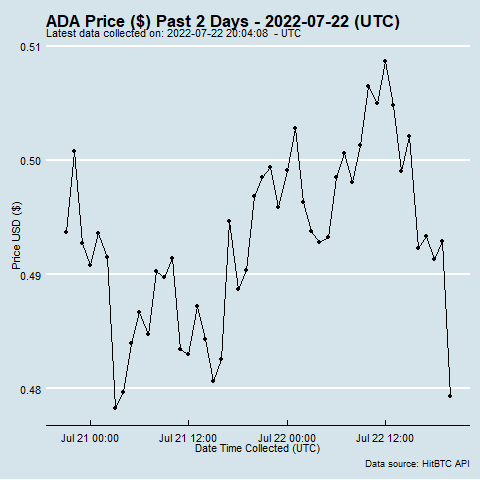 ADA Price ($) Past 2 Days - 2022-07-22 (UTC)
Latest data collected on: 2022-07-22 20:04:08 - UTC
0.51
0.50
0.49
0.48
Price USD ($)
Jul 21 00:00 Jul 21 12:00 Jul 22 00:00 Jul 22 12:00
Date Time Collected (UTC)
Data source: HitBTC API